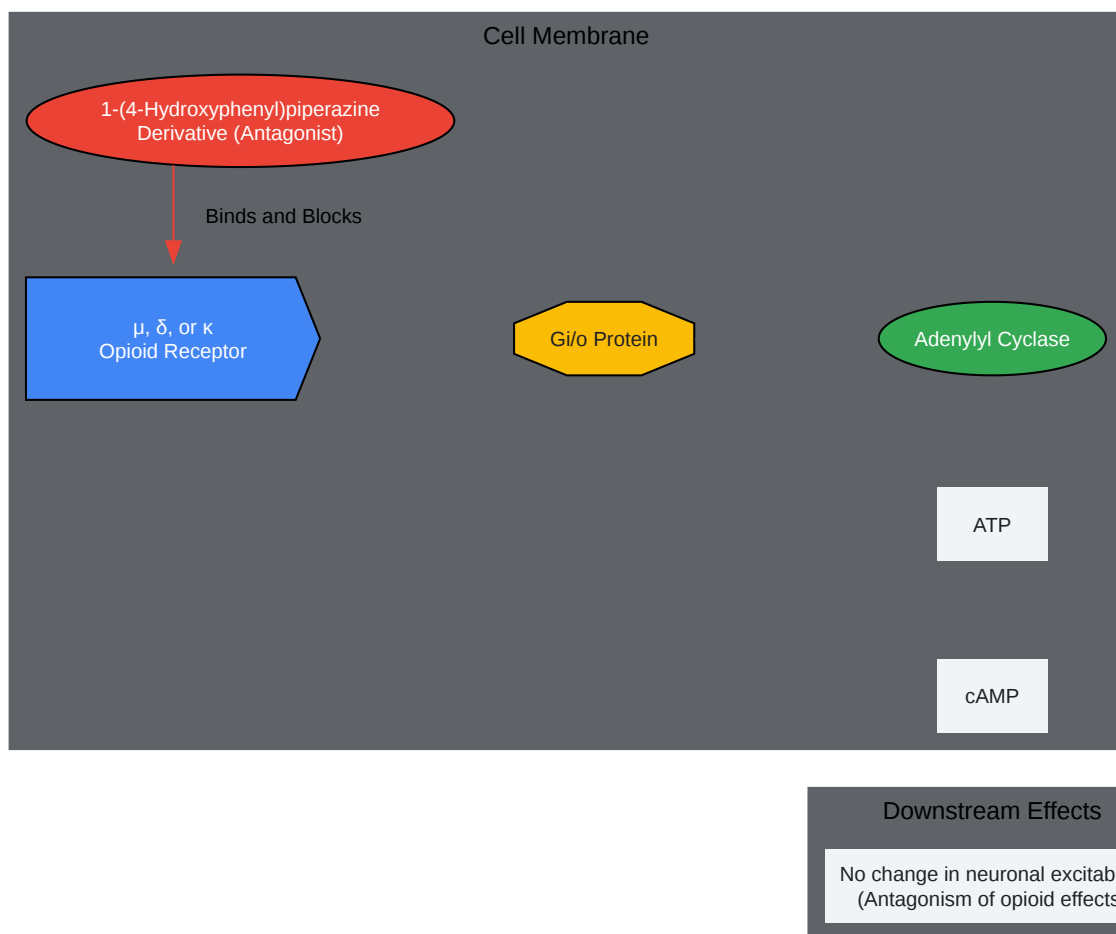 Cell Membrane
1-(4-Hydroxyphenyl)piperazine
Derivative (Antagonist)
Binds and Blocks
μ, δ, or κ
Opioid Receptor
Gi/o Protein
Adenylyl Cyclase
ATP
cAMP
Downstream Effects
No change in neuronal
(Antagonism of opioid effects